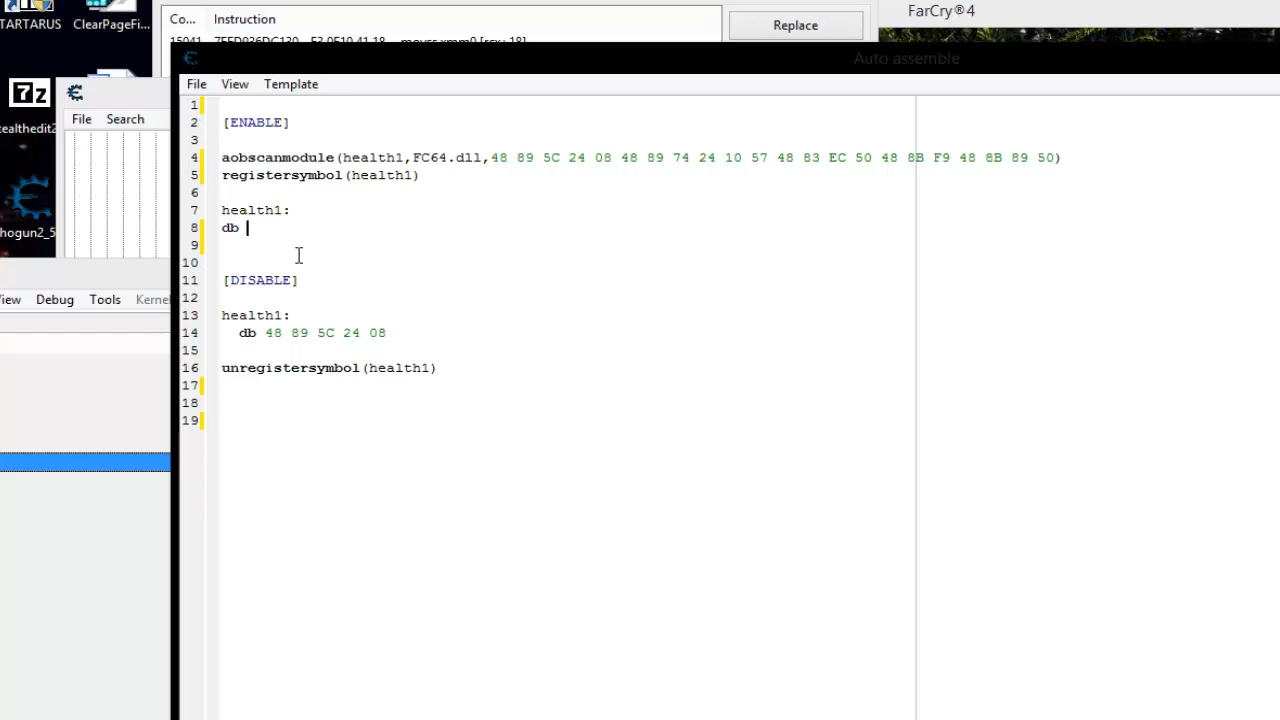 TARTARUS
ClearPageFi...
Co...
Instruction
Replace
FarCry®4
7z
Auto assemble
File View Template
ealthedit2
File Search
hogun2_5
View Debug Tools Kerne
1
2 [ENABLE]
3
4 aobscanmodule(health1,FC64.dll,48 89 5C 24 08 48 89 74 24 10 57 48 83 EC 50 48 8B F9 48 8B 89 50)
5 registersymbol(health1)
6
7 health1:
8 db
9
10
11 [DISABLE]
12
13 health1:
14 db 48 89 5C 24 08
15
16 unregistersymbol(health1)
17
18
19